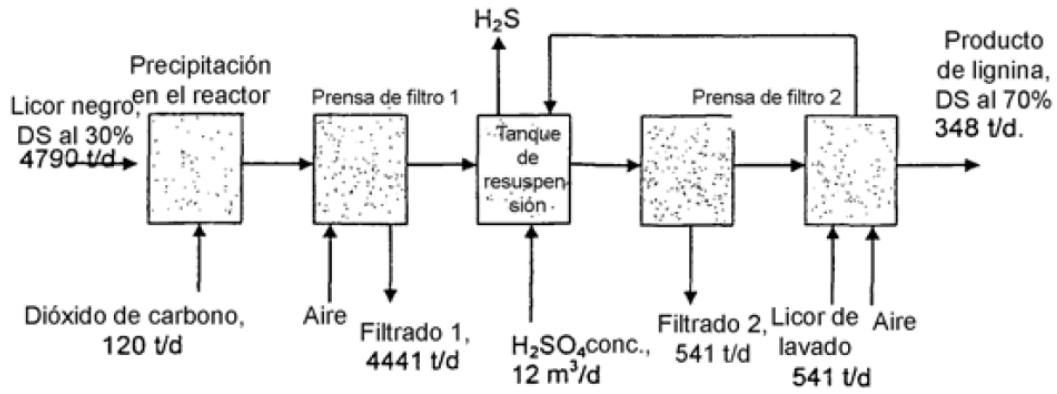 H₂S
Producto
de lignina,
DS al 70%
348 t/d.
Precipitación
en el reactor
Licor negro,
DS al 30%
4790 t/d
Prensa de filtro 1
Prensa de filtro 2
Tanque
de
resuspen-
sión
Dióxido de carbono,
120 t/d
Aire
Filtrado 1,
4441 t/d
H₂SO₄conc.,
12 m³/d
Filtrado 2,
541 t/d
Licor de
lavado
541 t/d
Aire